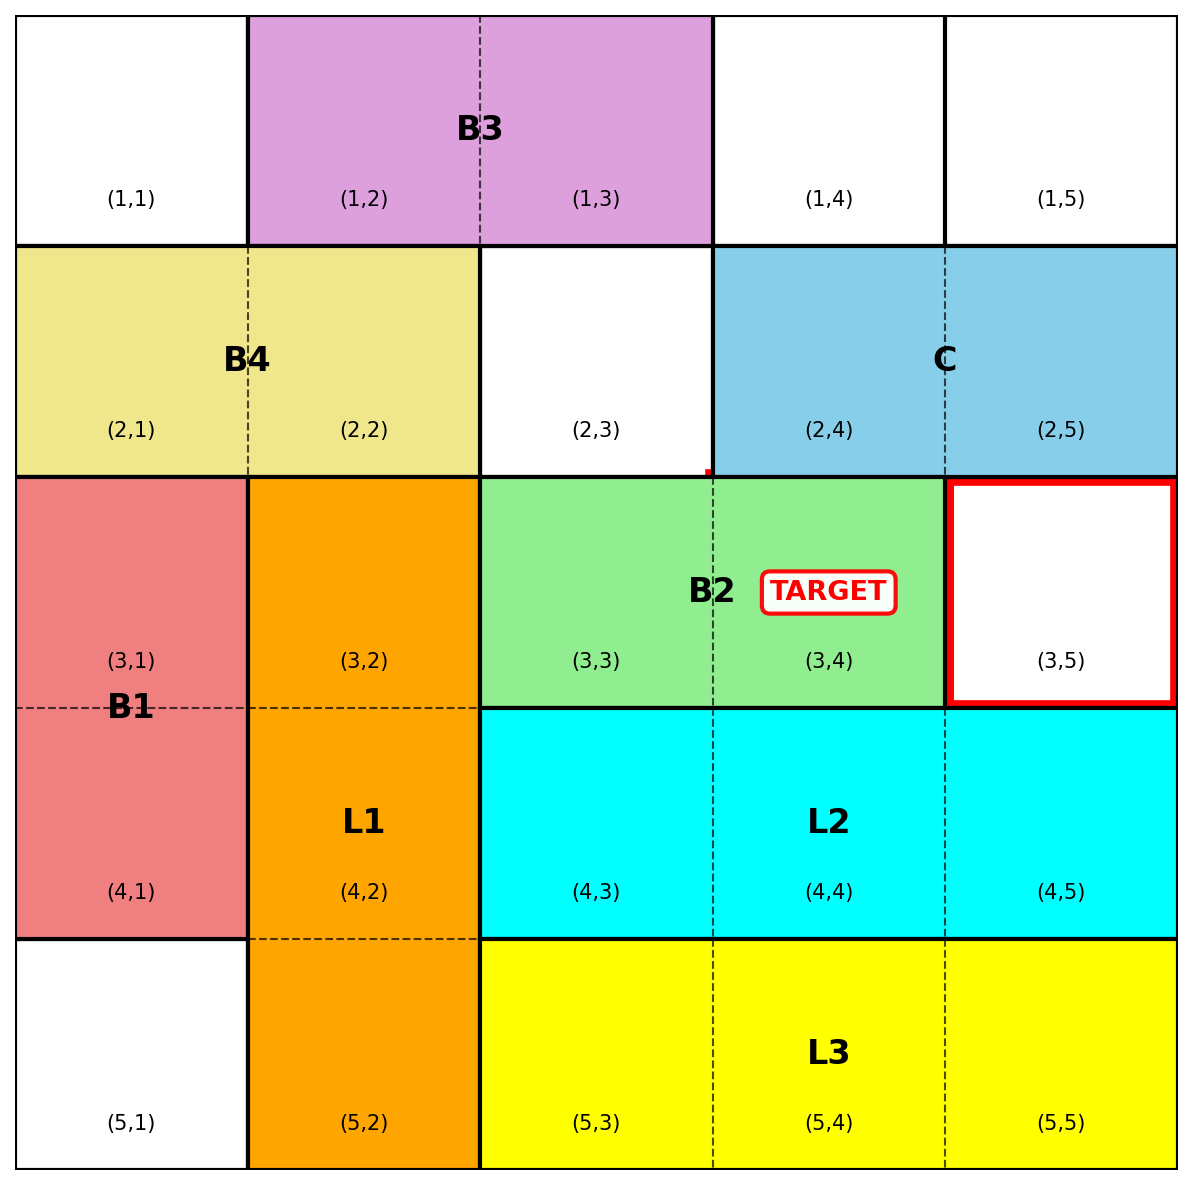 B3
(1,1) (1,2) (1,3) (1,4) (1,5)
B4 C
(2,1) (2,2) (2,3) (2,4) (2,5)
B2 TARGET
(3,1) (3,2) (3,3) (3,4) (3,5)
B1
L1 L2
(4,1) (4,2) (4,3) (4,4) (4,5)
L3
(5,1) (5,2) (5,3) (5,4) (5,5)